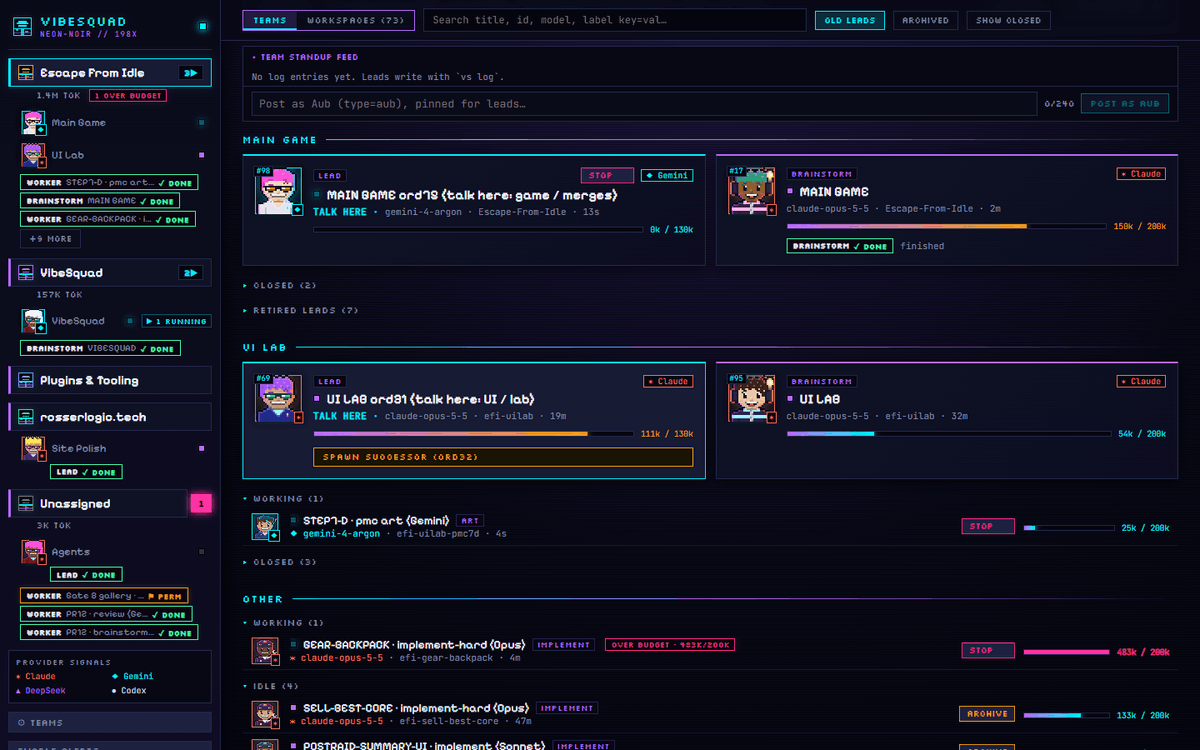 VIBESQUAD
NEON-NOIR // 198X
Escape From Idle
3▶
1.4M TOK
1 OVER BUDGET
Main Game
UI Lab
WORKER STEP7-D · pmo art… ✓ DONE
BRAINSTORM MAIN GAME ✓ DONE
WORKER GEAR-BACKPACK · i… ✓ DONE
+9 MORE
VibeSquad
2▶
157K TOK
VibeSquad
▶ 1 RUNNING
BRAINSTORM VIBESQUAD ✓ DONE
Plugins & Tooling
rosserlogic.tech
Site Polish
LEAD ✓ DONE
Unassigned
1
3K TOK
Agents
LEAD ✓ DONE
WORKER Gate 8 gallery · … ⚑ PERM
WORKER PR12 · review (Ge… ✓ DONE
WORKER PR12 · brainstorm… ✓ DONE
PROVIDER SIGNALS
Claude
Gemini
DeepSeek
Codex
TEAMS
TEAMS
WORKSPACES (73)
Search title, id, model, label key=val…
OLD LEADS
ARCHIVED
SHOW CLOSED
• TEAM STANDUP FEED
No log entries yet. Leads write with `vs log`.
Post as Aub (type=aub), pinned for leads…
0/240
POST AS AUB
MAIN GAME
#98
LEAD
STOP
◆ Gemini
MAIN GAME ord78 (talk here: game / merges)
TALK HERE • gemini-4-argon · Escape-From-Idle · 13s
0k / 130k
#17
BRAINSTORM
Claude
MAIN GAME
claude-opus-5-5 · Escape-From-Idle · 2m
150k / 200k
BRAINSTORM ✓ DONE
finished
▸ CLOSED (2)
▸ RETIRED LEADS (7)
UI LAB
#69
LEAD
Claude
UI LAB ord31 (talk here: UI / lab)
TALK HERE • claude-opus-5-5 · efi-uilab · 19m
111k / 130k
SPAWN SUCCESSOR (ORD32)
#95
BRAINSTORM
Claude
UI LAB
claude-opus-5-5 · efi-uilab · 32m
54k / 200k
▾ WORKING (1)
STEP7-D · pmo art (Gemini)
ART
◆ gemini-4-argon · efi-uilab-pmc7d · 4s
STOP
25k / 200k
▸ CLOSED (3)
OTHER
▾ WORKING (1)
GEAR-BACKPACK · implement-hard (Opus)
IMPLEMENT
OVER BUDGET · 483K/200K
claude-opus-5-5 · efi-gear-backpack · 4m
STOP
483k / 200k
▾ IDLE (4)
SELL-BEST-CORE · implement-hard (Opus)
IMPLEMENT
claude-opus-5-5 · efi-sell-best-core · 47m
ARCHIVE
133k / 200k
POSTRAID-SUMMARY-UI · implement (Sonnet)
IMPLEMENT